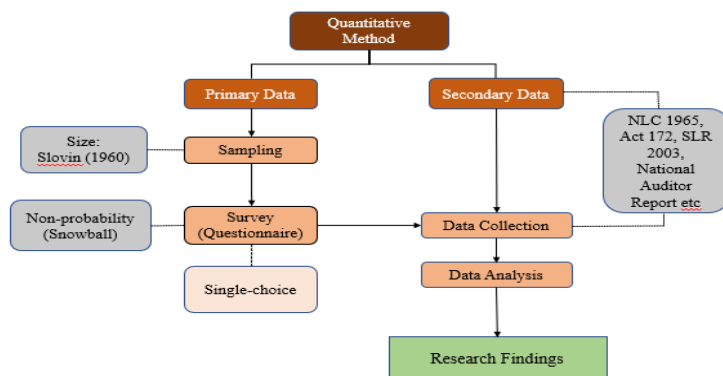 Quantitative
Method
Primary Data
Secondary Data
Size:
Slovin (1960)
Sampling
NLC 1965,
Act 172, SLR
2003,
National
Auditor
Report etc
Non-probability
(Snowball)
Survey
(Questionnaire)
Data Collection
Single-choice
Data Analysis
Research Findings